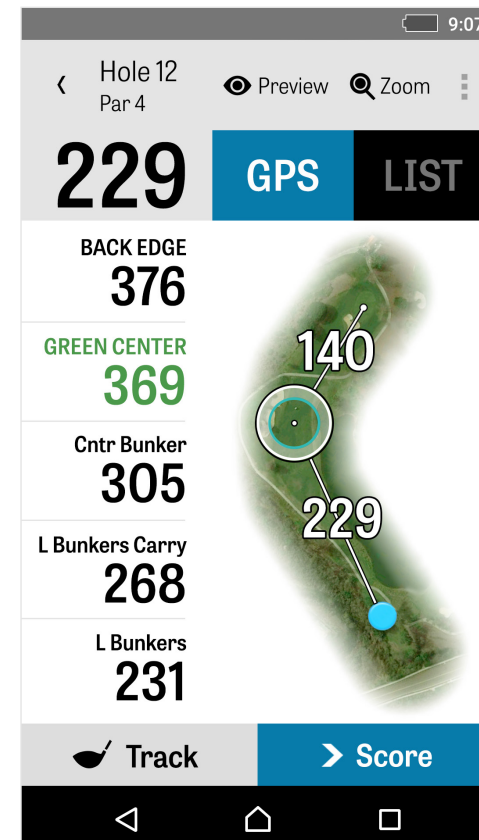 9:07
Hole 12
Par 4
Preview
Zoom
229
GPS
LIST
BACK EDGE
376
GREEN CENTER
369
Cntr Bunker
305
L Bunkers Carry
268
L Bunkers
231
140
229
Track
Score